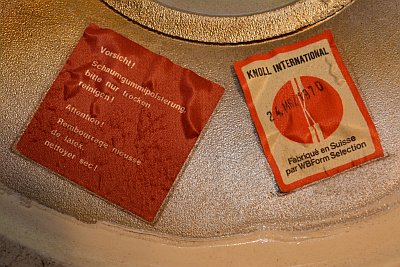 Vorsicht!
Schaumgummipolsterung,
bitte nur trocken
reinigen!
Attention!
Rembourrage mousse
de latex,
nettoyer sec!
KNOLL INTERNATIONAL
24. 1970
Fabriqué en Suisse
par WBForm Selection